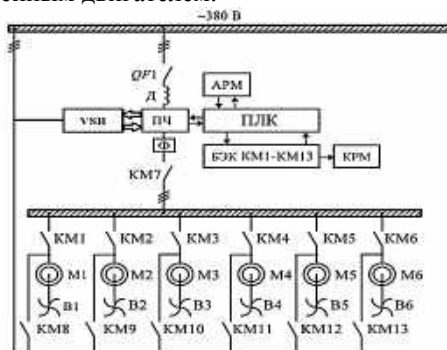 ~380 В
QF1
Д
АРМ
VSB
ПЧ
ПЛК
Ф
БЭК КМ1-КМ13
КРМ
КМ7
КМ1 КМ2 КМ3 КМ4 КМ5 КМ6
М1 М2 М3 М4 М5 М6
В1 В2 В3 В4 В5 В6
КМ8 КМ9 КМ10 КМ11 КМ12 КМ13